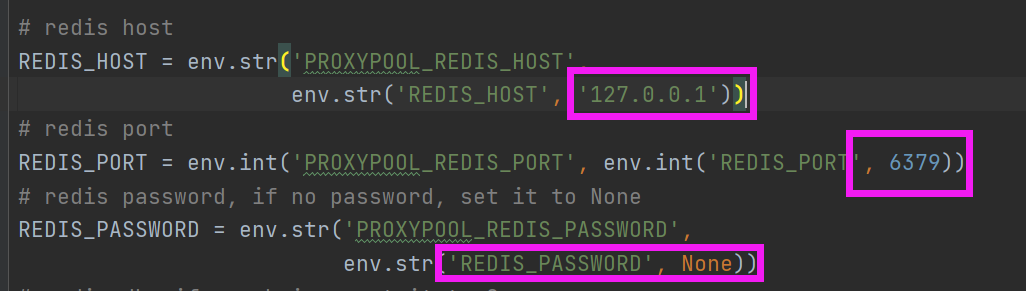 # redis host
REDIS_HOST = env.str('PROXYPOOL_REDIS_HOST',
env.str('REDIS_HOST', '127.0.0.1'))
# redis port
REDIS_PORT = env.int('PROXYPOOL_REDIS_PORT', env.int('REDIS_PORT', 6379))
# redis password, if no password, set it to None
REDIS_PASSWORD = env.str('PROXYPOOL_REDIS_PASSWORD',
env.str('REDIS_PASSWORD', None))